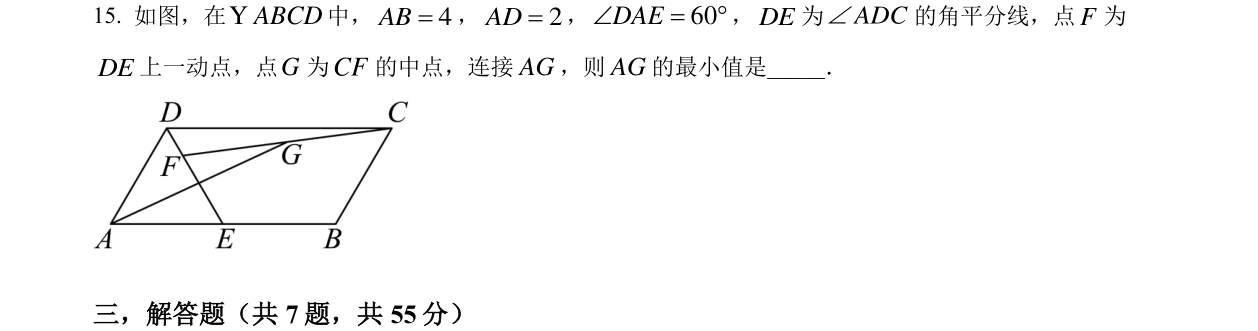 15. 如图，在Y ABCD 中， AB = 4， AD = 2， ∠DAE = 60°， DE 为∠ADC 的角平分线，点 F 为
DE 上一动点，点 G 为 CF 的中点，连接 AG ，则 AG 的最小值是_____．
D
C
F
G
A
E
B
三，解答题（共 7 题，共 55 分）